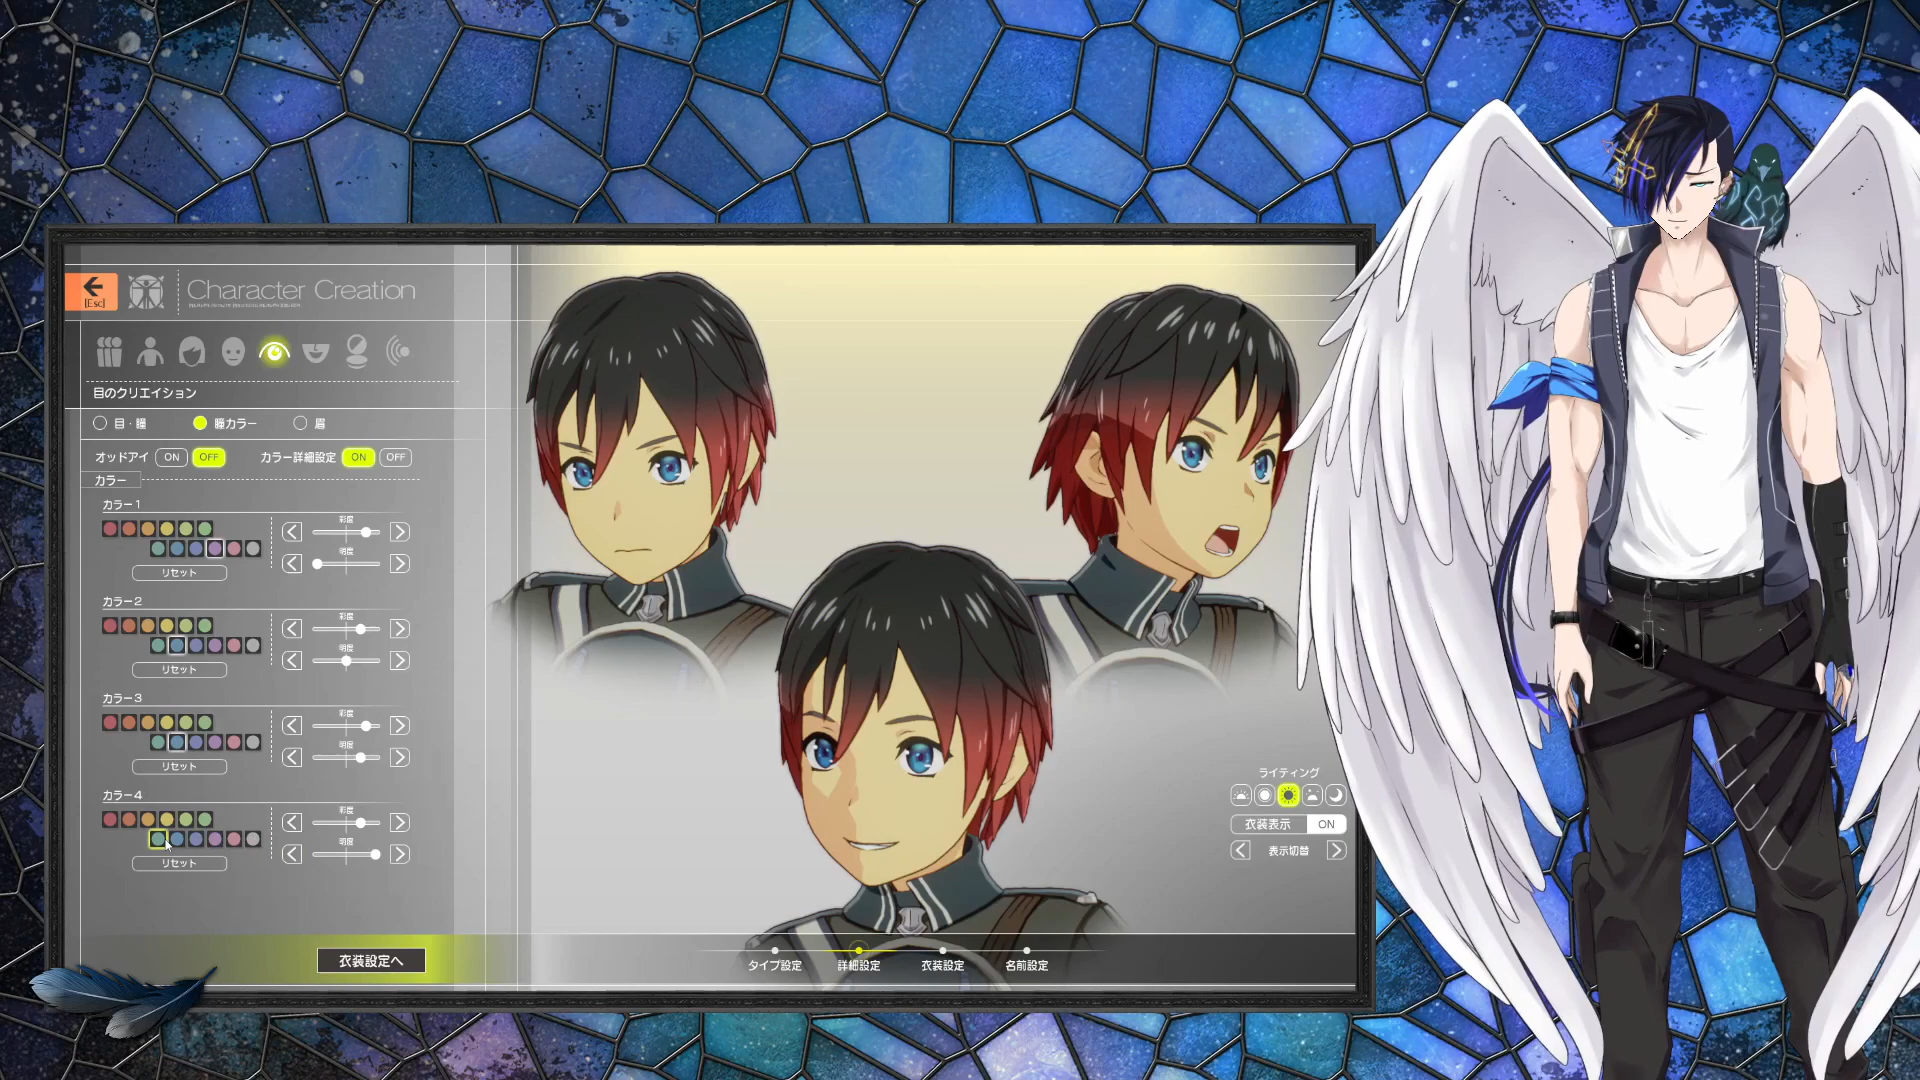 [Esc]
Character Creation
目のクリエイション
目・瞳
瞳カラー
眉
オッドアイ ON OFF カラー詳細設定 ON OFF
カラー
カラー1
彩度
明度
リセット
カラー2
彩度
明度
リセット
カラー3
彩度
明度
リセット
カラー4
彩度
明度
リセット
ライティング
衣装表示 ON
表示切替
衣装設定へ
タイプ設定
詳細設定
衣装設定
名前設定